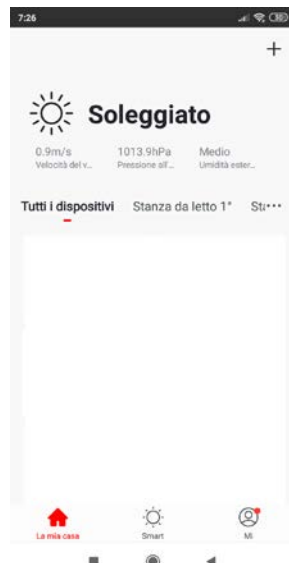 7:26
+
Soleggiato
0.9m/s 1013.9hPa Medio
Velocità del v... Pressione all'... Umidità ester...
Tutti i dispositivi Stanza da letto 1° Sta···
La mia casa Smart Mi